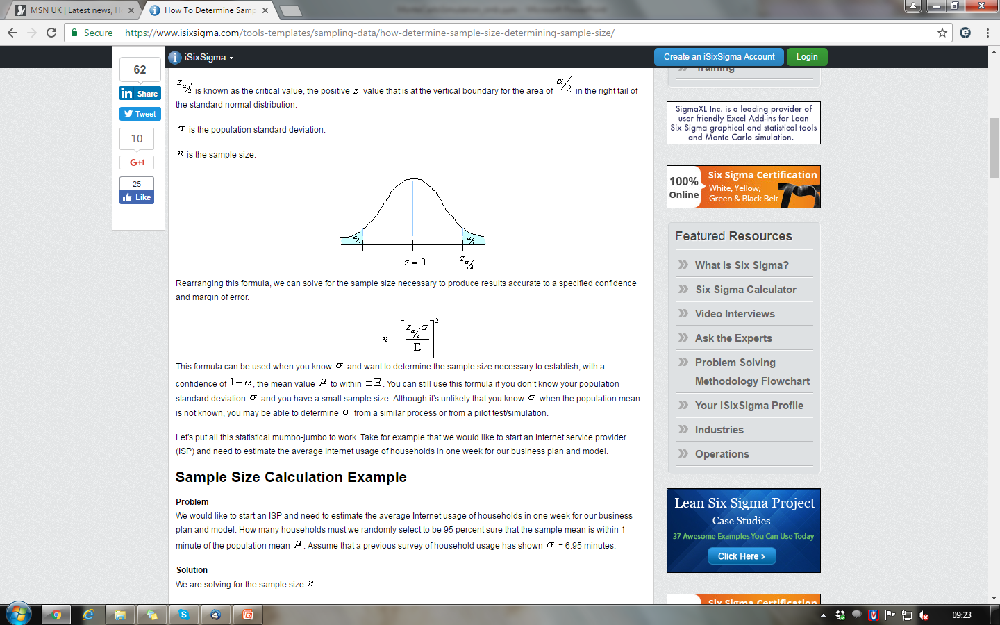 MSN UK | Latest news, H
How To Determine Samp
Secure
https://www.isixsigma.com/tools-templates/sampling-data/how-determine-sample-size-determining-sample-size/
iSixSigma
Create an iSixSigma Account
Login
62
Share
Tweet
10
G+1
25
Like
z α/2 is known as the critical value, the positive z value that is at the vertical boundary for the area of α/2 in the right tail of
the standard normal distribution.
σ is the population standard deviation.
n is the sample size.
α/2 α/2
z = 0 z α/2
Rearranging this formula, we can solve for the sample size necessary to produce results accurate to a specified confidence
and margin of error.
n = [z α/2 σ / E]²
This formula can be used when you know σ and want to determine the sample size necessary to establish, with a
confidence of 1 − α, the mean value μ to within ± E. You can still use this formula if you don't know your population
standard deviation σ and you have a small sample size. Although it's unlikely that you know σ when the population mean
is not known, you may be able to determine σ from a similar process or from a pilot test/simulation.
Let's put all this statistical mumbo-jumbo to work. Take for example that we would like to start an Internet service provider
(ISP) and need to estimate the average Internet usage of households in one week for our business plan and model.
Sample Size Calculation Example
Problem
We would like to start an ISP and need to estimate the average Internet usage of households in one week for our business
plan and model. How many households must we randomly select to be 95 percent sure that the sample mean is within 1
minute of the population mean μ. Assume that a previous survey of household usage has shown σ = 6.95 minutes.
Solution
We are solving for the sample size n.
Training
SigmaXL Inc. is a leading provider of
user friendly Excel Add-ins for Lean
Six Sigma graphical and statistical tools
and Monte Carlo simulation.
100%
Online
Six Sigma Certification
White, Yellow,
Green & Black Belt
Featured Resources
What is Six Sigma?
Six Sigma Calculator
Video Interviews
Ask the Experts
Problem Solving
Methodology Flowchart
Your iSixSigma Profile
Industries
Operations
Lean Six Sigma Project
Case Studies
37 Awesome Examples You Can Use Today
Click Here >
Six Sigma Certification
09:23